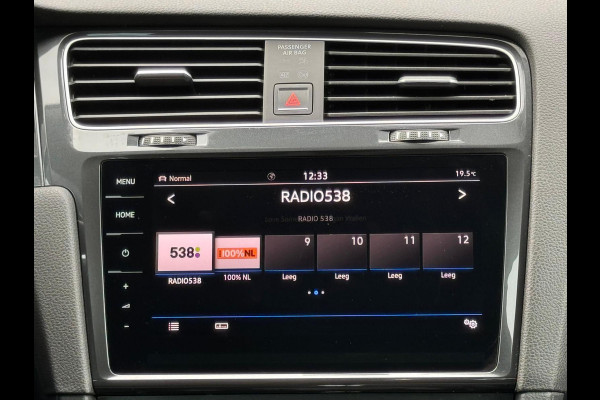 PASSENGER
AIR BAG
MENU
HOME
Normal
12:33
19.5°C
< RADIO538 >
RADIO 538
538
100%NL
9
10
11
12
RADIO538
100% NL
Leeg
Leeg
Leeg
Leeg
+
-